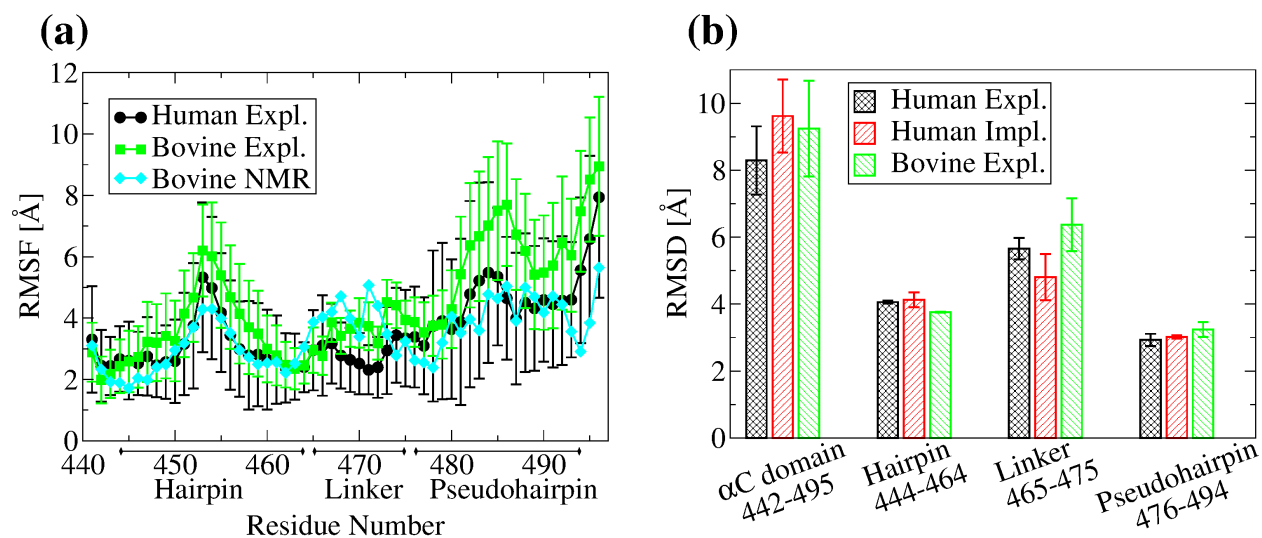 (a)
12
10
8
6
4
2
0
RMSF [Å]
Human Expl.
Bovine Expl.
Bovine NMR
440 450 460 470 480 490
Hairpin Linker Pseudohairpin
Residue Number
(b)
10
8
6
4
2
0
RMSD [Å]
Human Expl.
Human Impl.
Bovine Expl.
αC domain
442-495
Hairpin
444-464
Linker
465-475
Pseudohairpin
476-494